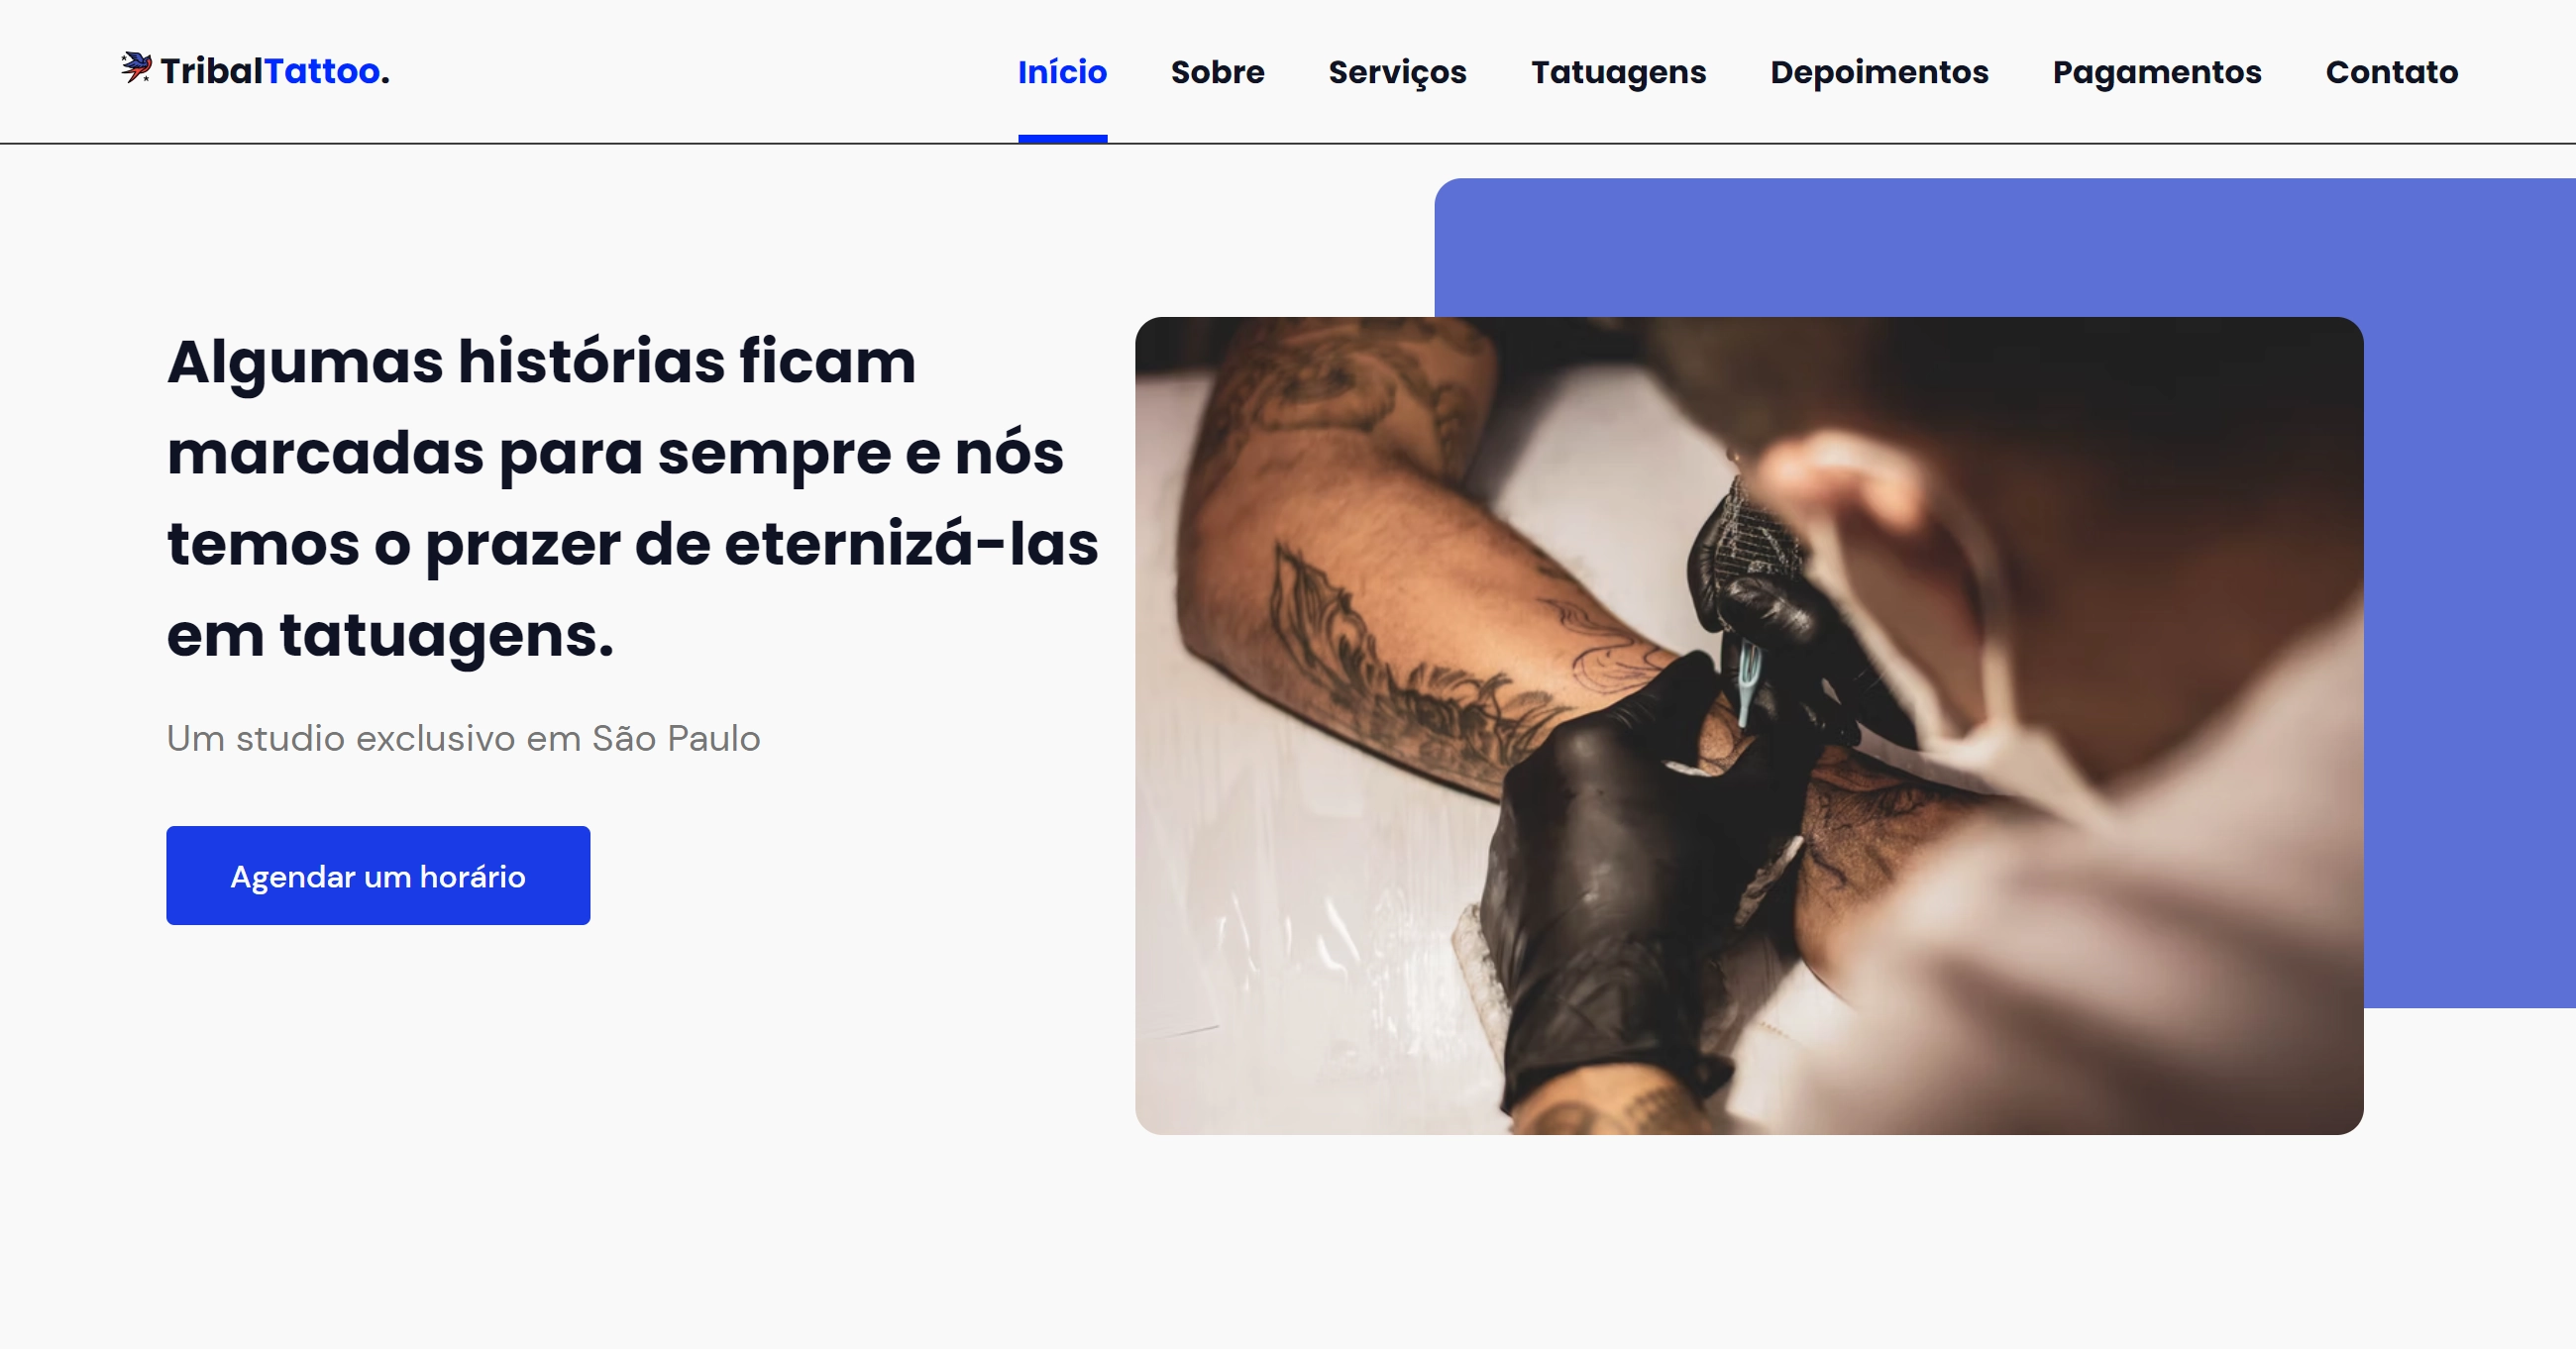 TribalTattoo.
Início Sobre Serviços Tatuagens Depoimentos Pagamentos Contato
Algumas histórias ficam
marcadas para sempre e nós
temos o prazer de eternizá-las
em tatuagens.
Um studio exclusivo em São Paulo
Agendar um horário